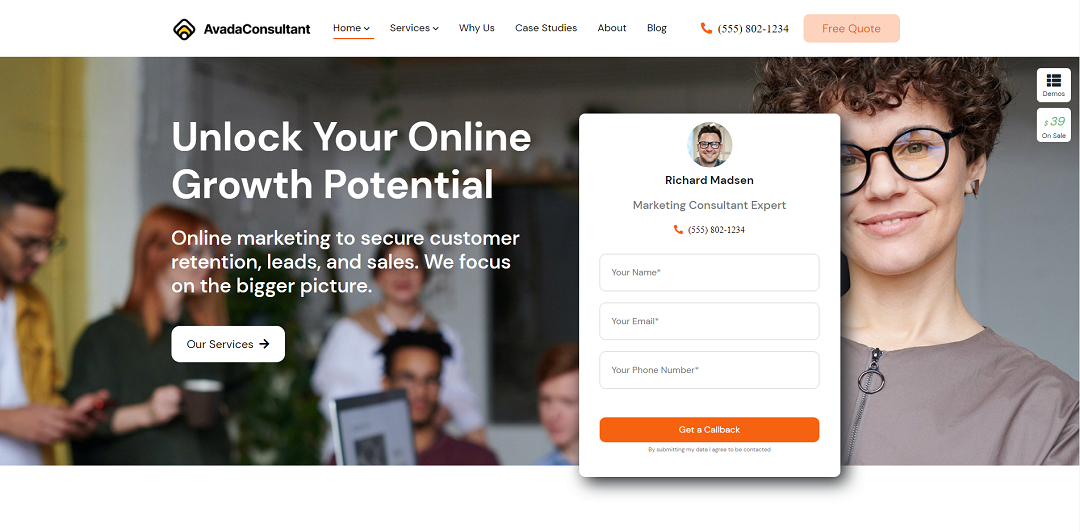 AvadaConsultant
Home
Services
Why Us
Case Studies
About
Blog
(555) 802-1234
Free Quote
Demos
$39
On Sale
Unlock Your Online
Growth Potential
Online marketing to secure customer
retention, leads, and sales. We focus
on the bigger picture.
Our Services
Richard Madsen
Marketing Consultant Expert
(555) 802-1234
Your Name*
Your Email*
Your Phone Number*
Get a Callback
By submitting my data I agree to be contacted